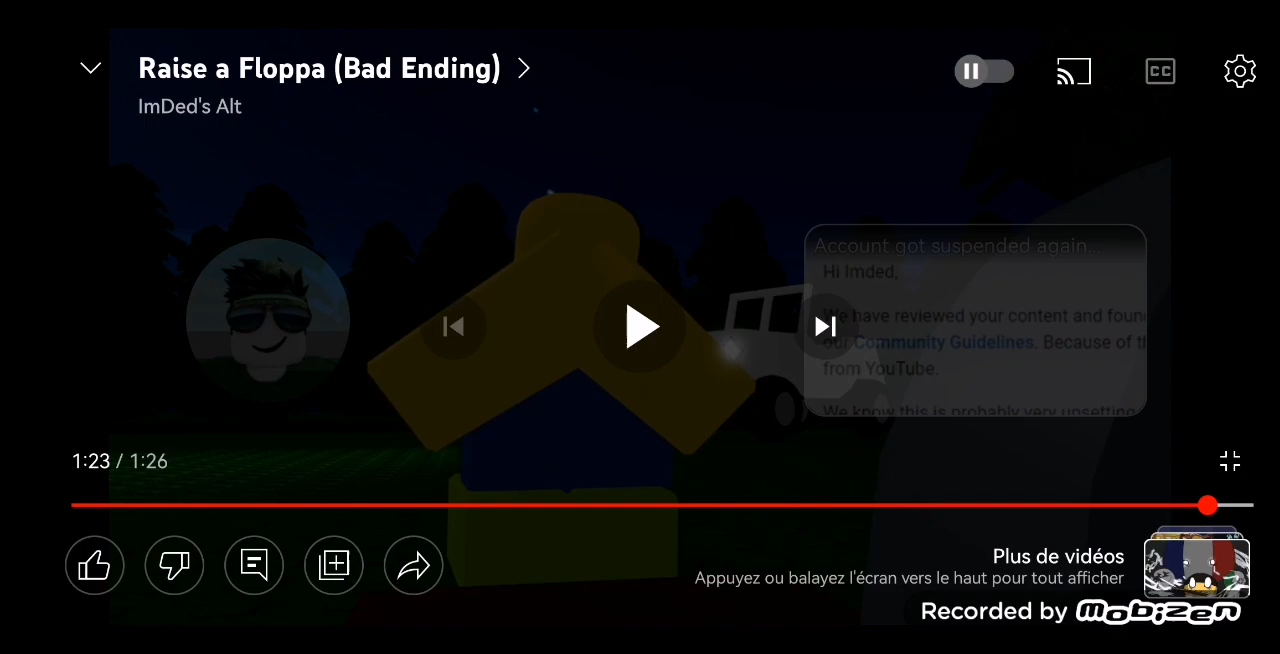 Raise a Floppa (Bad Ending)
ImDed's Alt
CC
Account got suspended again...
Hi Imded,
We have reviewed your content and foun
our Community Guidelines. Because of th
from YouTube.
We know this is probably very upsetting
1:23 / 1:26
Plus de vidéos
Appuyez ou balayez l'écran vers le haut pour tout afficher
Recorded by Mobizen